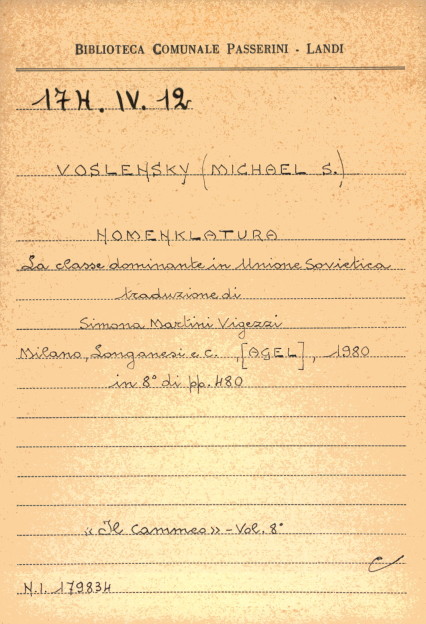 BIBLIOTECA COMUNALE PASSERINI - LANDI
17H. IV. 12
VOSLENSKY (MICHAEL S.)
NOMENKLATURA
La classe dominante in Unione Sovietica
traduzione di
Simona Martini Vigezzi
Milano, Longanesi e C. ,[AGEL], 1980
in 8° di pp. 480
«Il Cammeo» - Vol. 8°
N.I. 179834